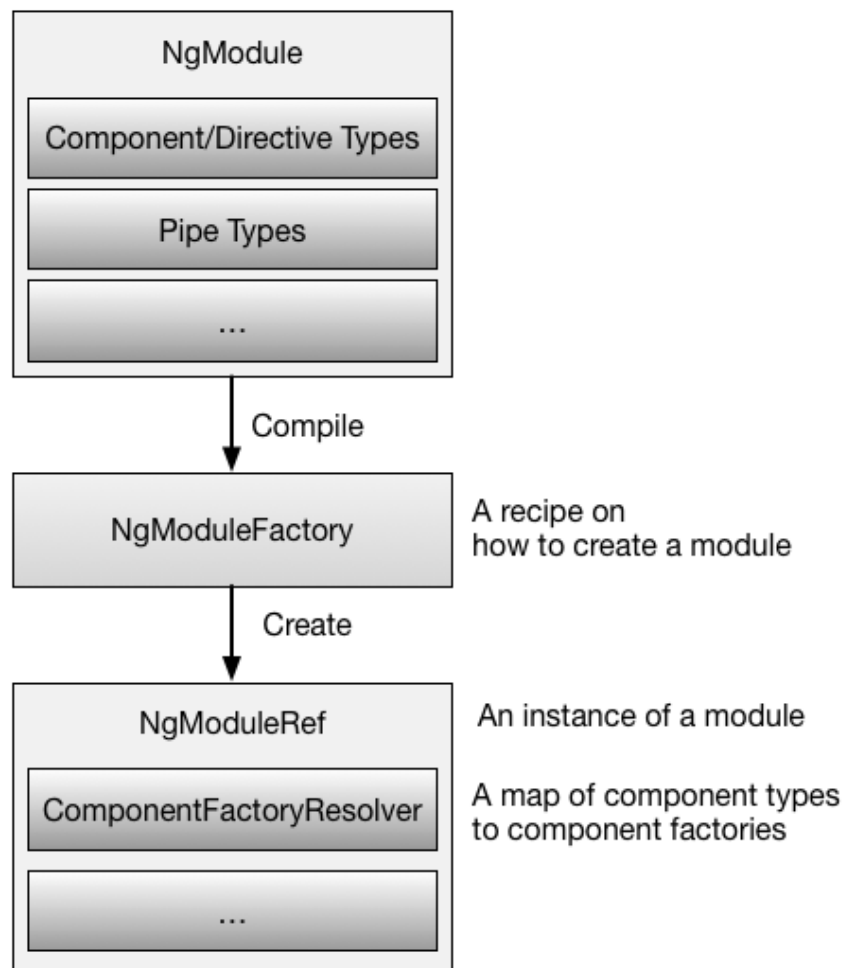 NgModule
Component/Directive Types
Pipe Types
...
Compile
NgModuleFactory
A recipe on
how to create a module
Create
NgModuleRef
An instance of a module
ComponentFactoryResolver
A map of component types
to component factories
...